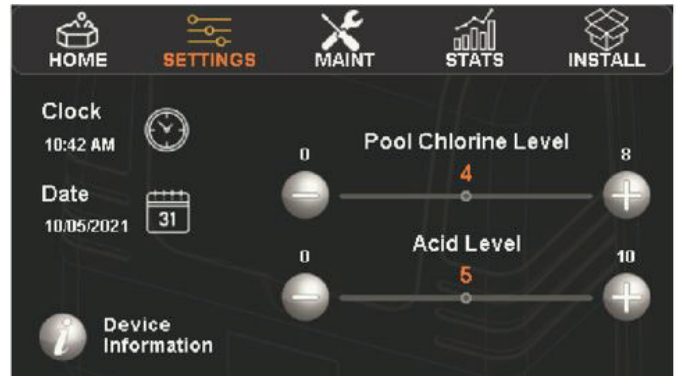 HOME SETTINGS MAINT STATS INSTALL
Clock
10:42 AM
Date
10/05/2021
31
Pool Chlorine Level
0 4 8
Acid Level
0 5 10
Device
Information